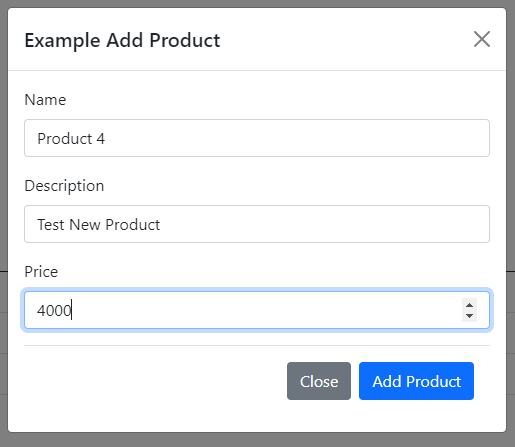 Example Add Product
Name
Product 4
Description
Test New Product
Price
4000
Close Add Product